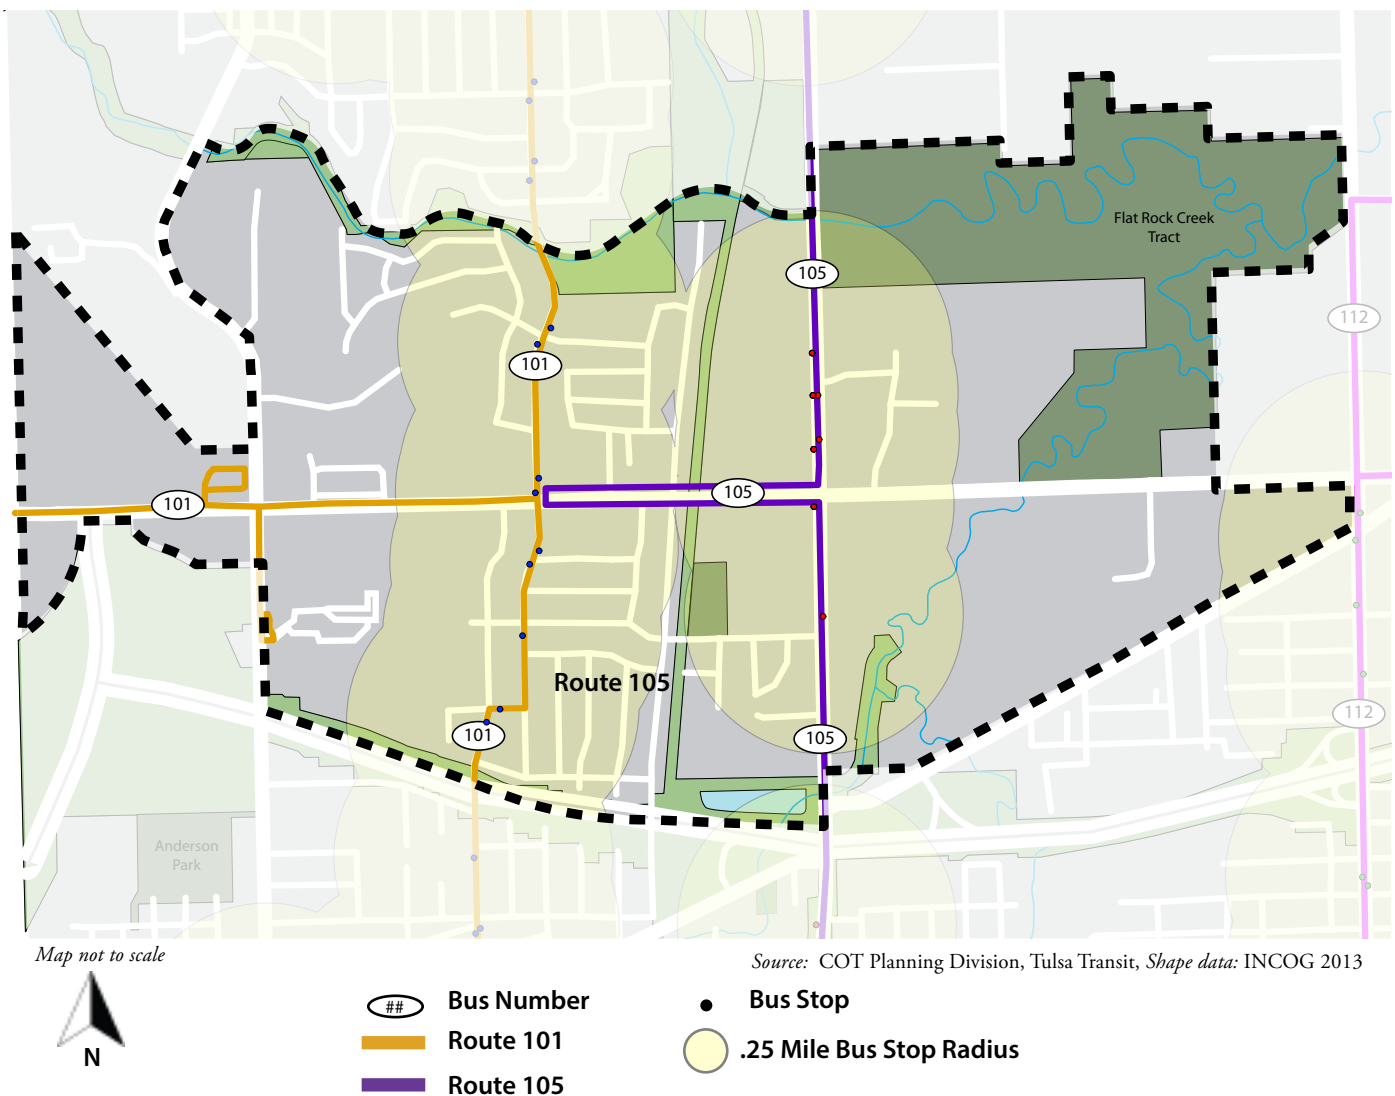 Flat Rock Creek
Tract
105
112
101
105
101
Route 105
101
105
112
Anderson
Park
Map not to scale
Source: COT Planning Division, Tulsa Transit, Shape data: INCOG 2013
N
## Bus Number
Route 101
Route 105
Bus Stop
.25 Mile Bus Stop Radius